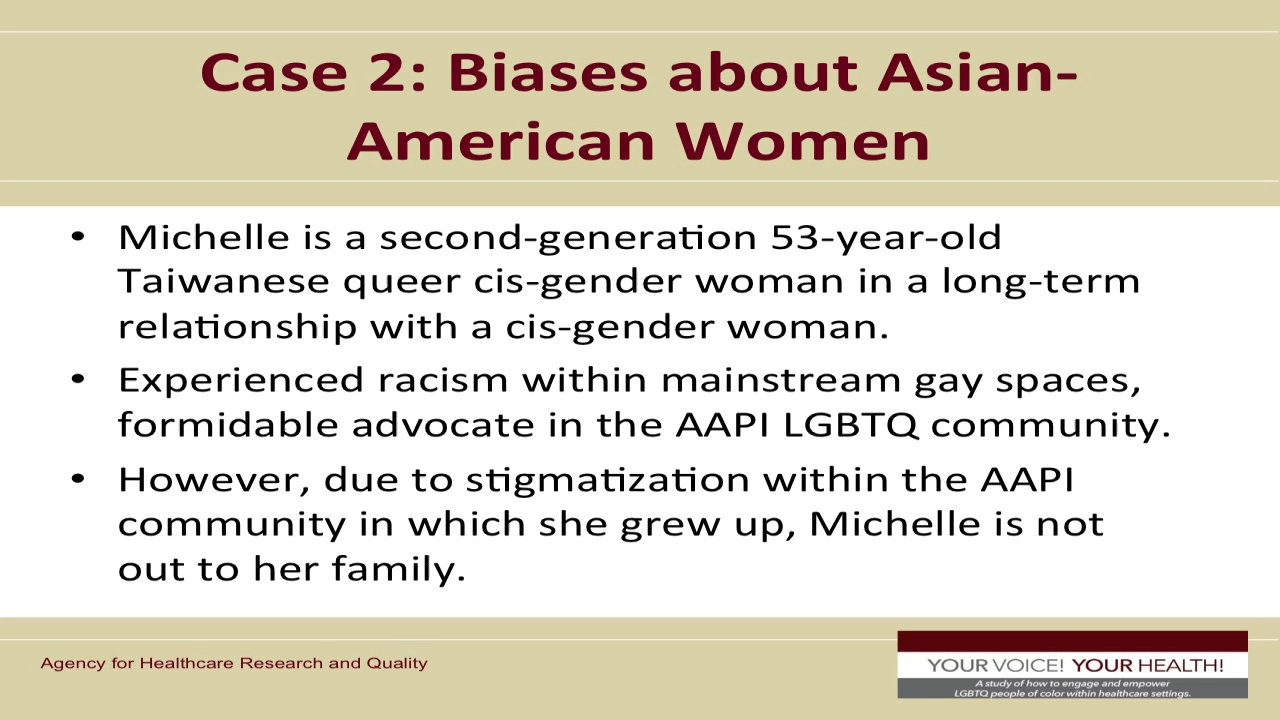 Case 2: Biases about Asian-
American Women
• Michelle is a second-generation 53-year-old
Taiwanese queer cis-gender woman in a long-term
relationship with a cis-gender woman.
• Experienced racism within mainstream gay spaces,
formidable advocate in the AAPI LGBTQ community.
• However, due to stigmatization within the AAPI
community in which she grew up, Michelle is not
out to her family.
Agency for Healthcare Research and Quality
YOUR VOICE! YOUR HEALTH!
A study of how to engage and empower
LGBTQ people of color within healthcare settings.